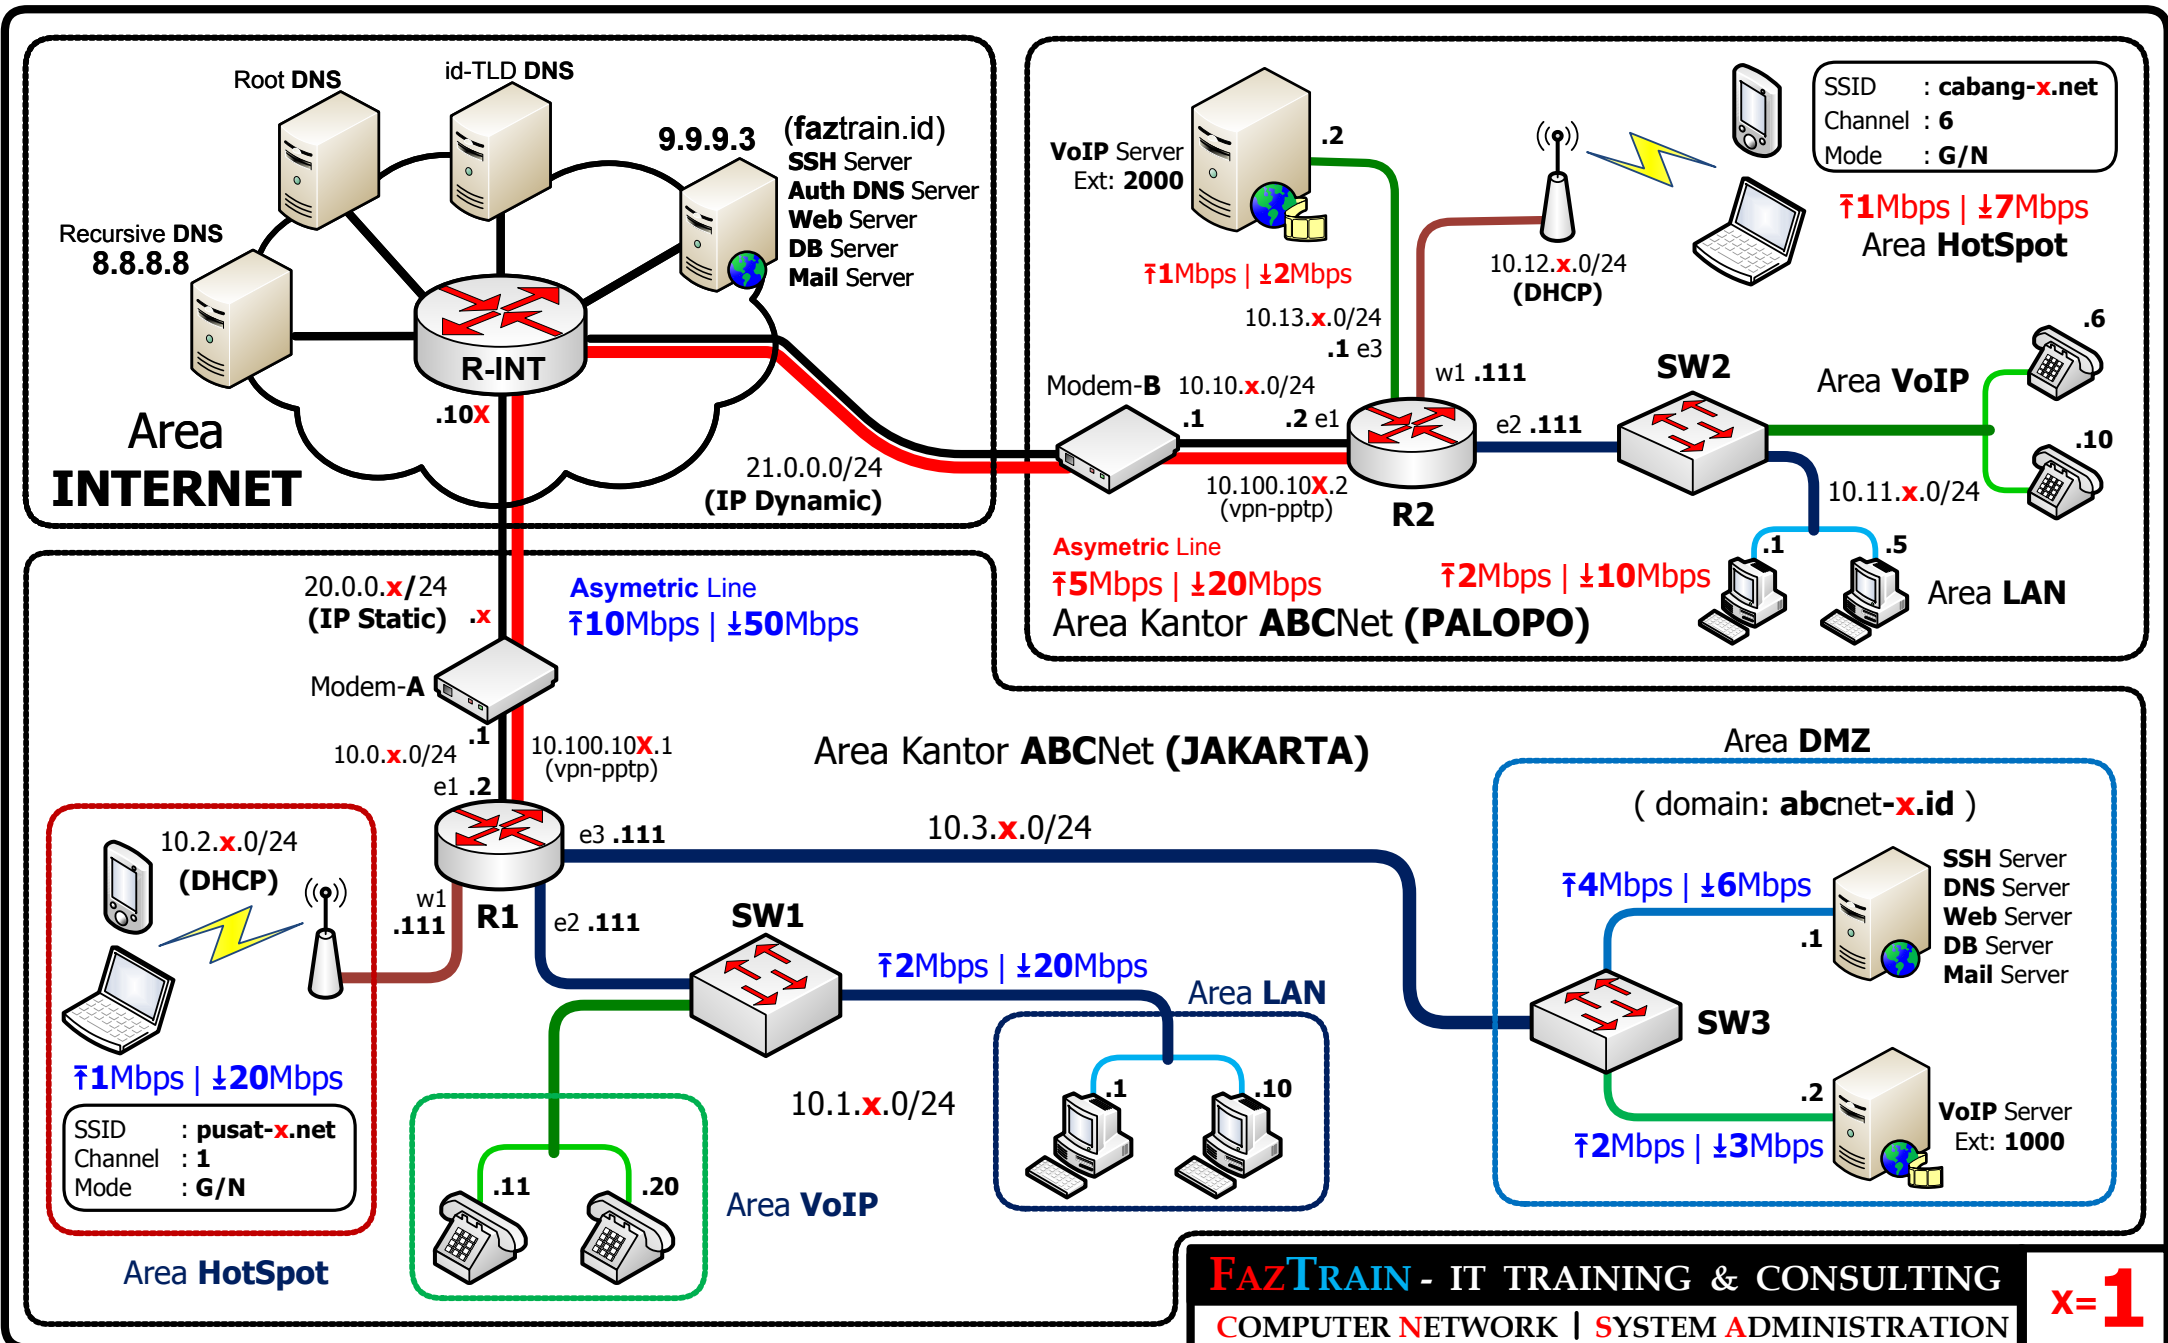 Root DNS
id-TLD DNS
9.9.9.3
(faztrain.id)
SSH Server
Auth DNS Server
Web Server
DB Server
Mail Server
Recursive DNS
8.8.8.8
R-INT
.10X
Area
INTERNET
21.0.0.0/24
(IP Dynamic)
VoIP Server
Ext: 2000
.2
1Mbps | 2Mbps
10.13.x.0/24
.1 e3
SSID : cabang-x.net
Channel : 6
Mode : G/N
1Mbps | 7Mbps
Area HotSpot
10.12.x.0/24
(DHCP)
w1 .111
Modem-B
10.10.x.0/24
.1
.2 e1
e2 .111
SW2
Area VoIP
.6
.10
10.100.10X.2
(vpn-pptp)
R2
10.11.x.0/24
.1
.5
Area LAN
Asymetric Line
5Mbps | 20Mbps
2Mbps | 10Mbps
Area Kantor ABCNet (PALOPO)
20.0.0.x/24
(IP Static)
.x
Asymetric Line
10Mbps | 50Mbps
Modem-A
.1
10.0.x.0/24
10.100.10X.1
(vpn-pptp)
e1 .2
Area Kantor ABCNet (JAKARTA)
10.2.x.0/24
(DHCP)
w1
.111
R1
e3 .111
e2 .111
10.3.x.0/24
SW1
2Mbps | 20Mbps
Area LAN
.1
.10
10.1.x.0/24
1Mbps | 20Mbps
SSID : pusat-x.net
Channel : 1
Mode : G/N
Area HotSpot
.11
.20
Area VoIP
Area DMZ
( domain: abcnet-x.id )
4Mbps | 6Mbps
.1
SSH Server
DNS Server
Web Server
DB Server
Mail Server
SW3
.2
2Mbps | 3Mbps
VoIP Server
Ext: 1000
FAZTRAIN - IT TRAINING & CONSULTING
COMPUTER NETWORK | SYSTEM ADMINISTRATION
x=1